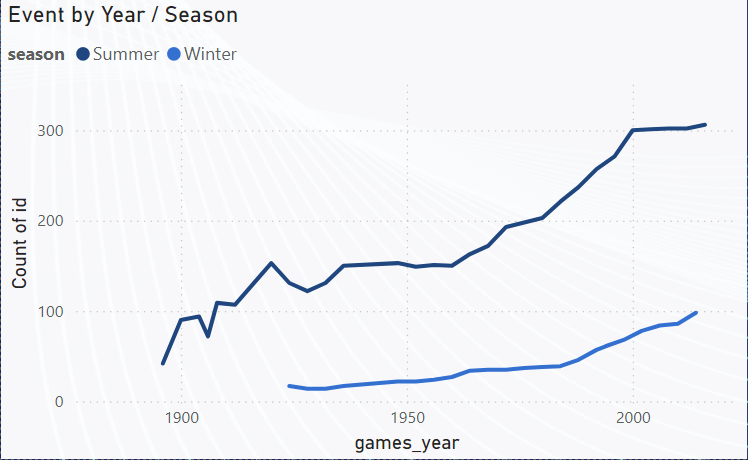 Event by Year / Season
season Summer Winter
300
200
100
0
Count of id
1900 1950 2000
games_year